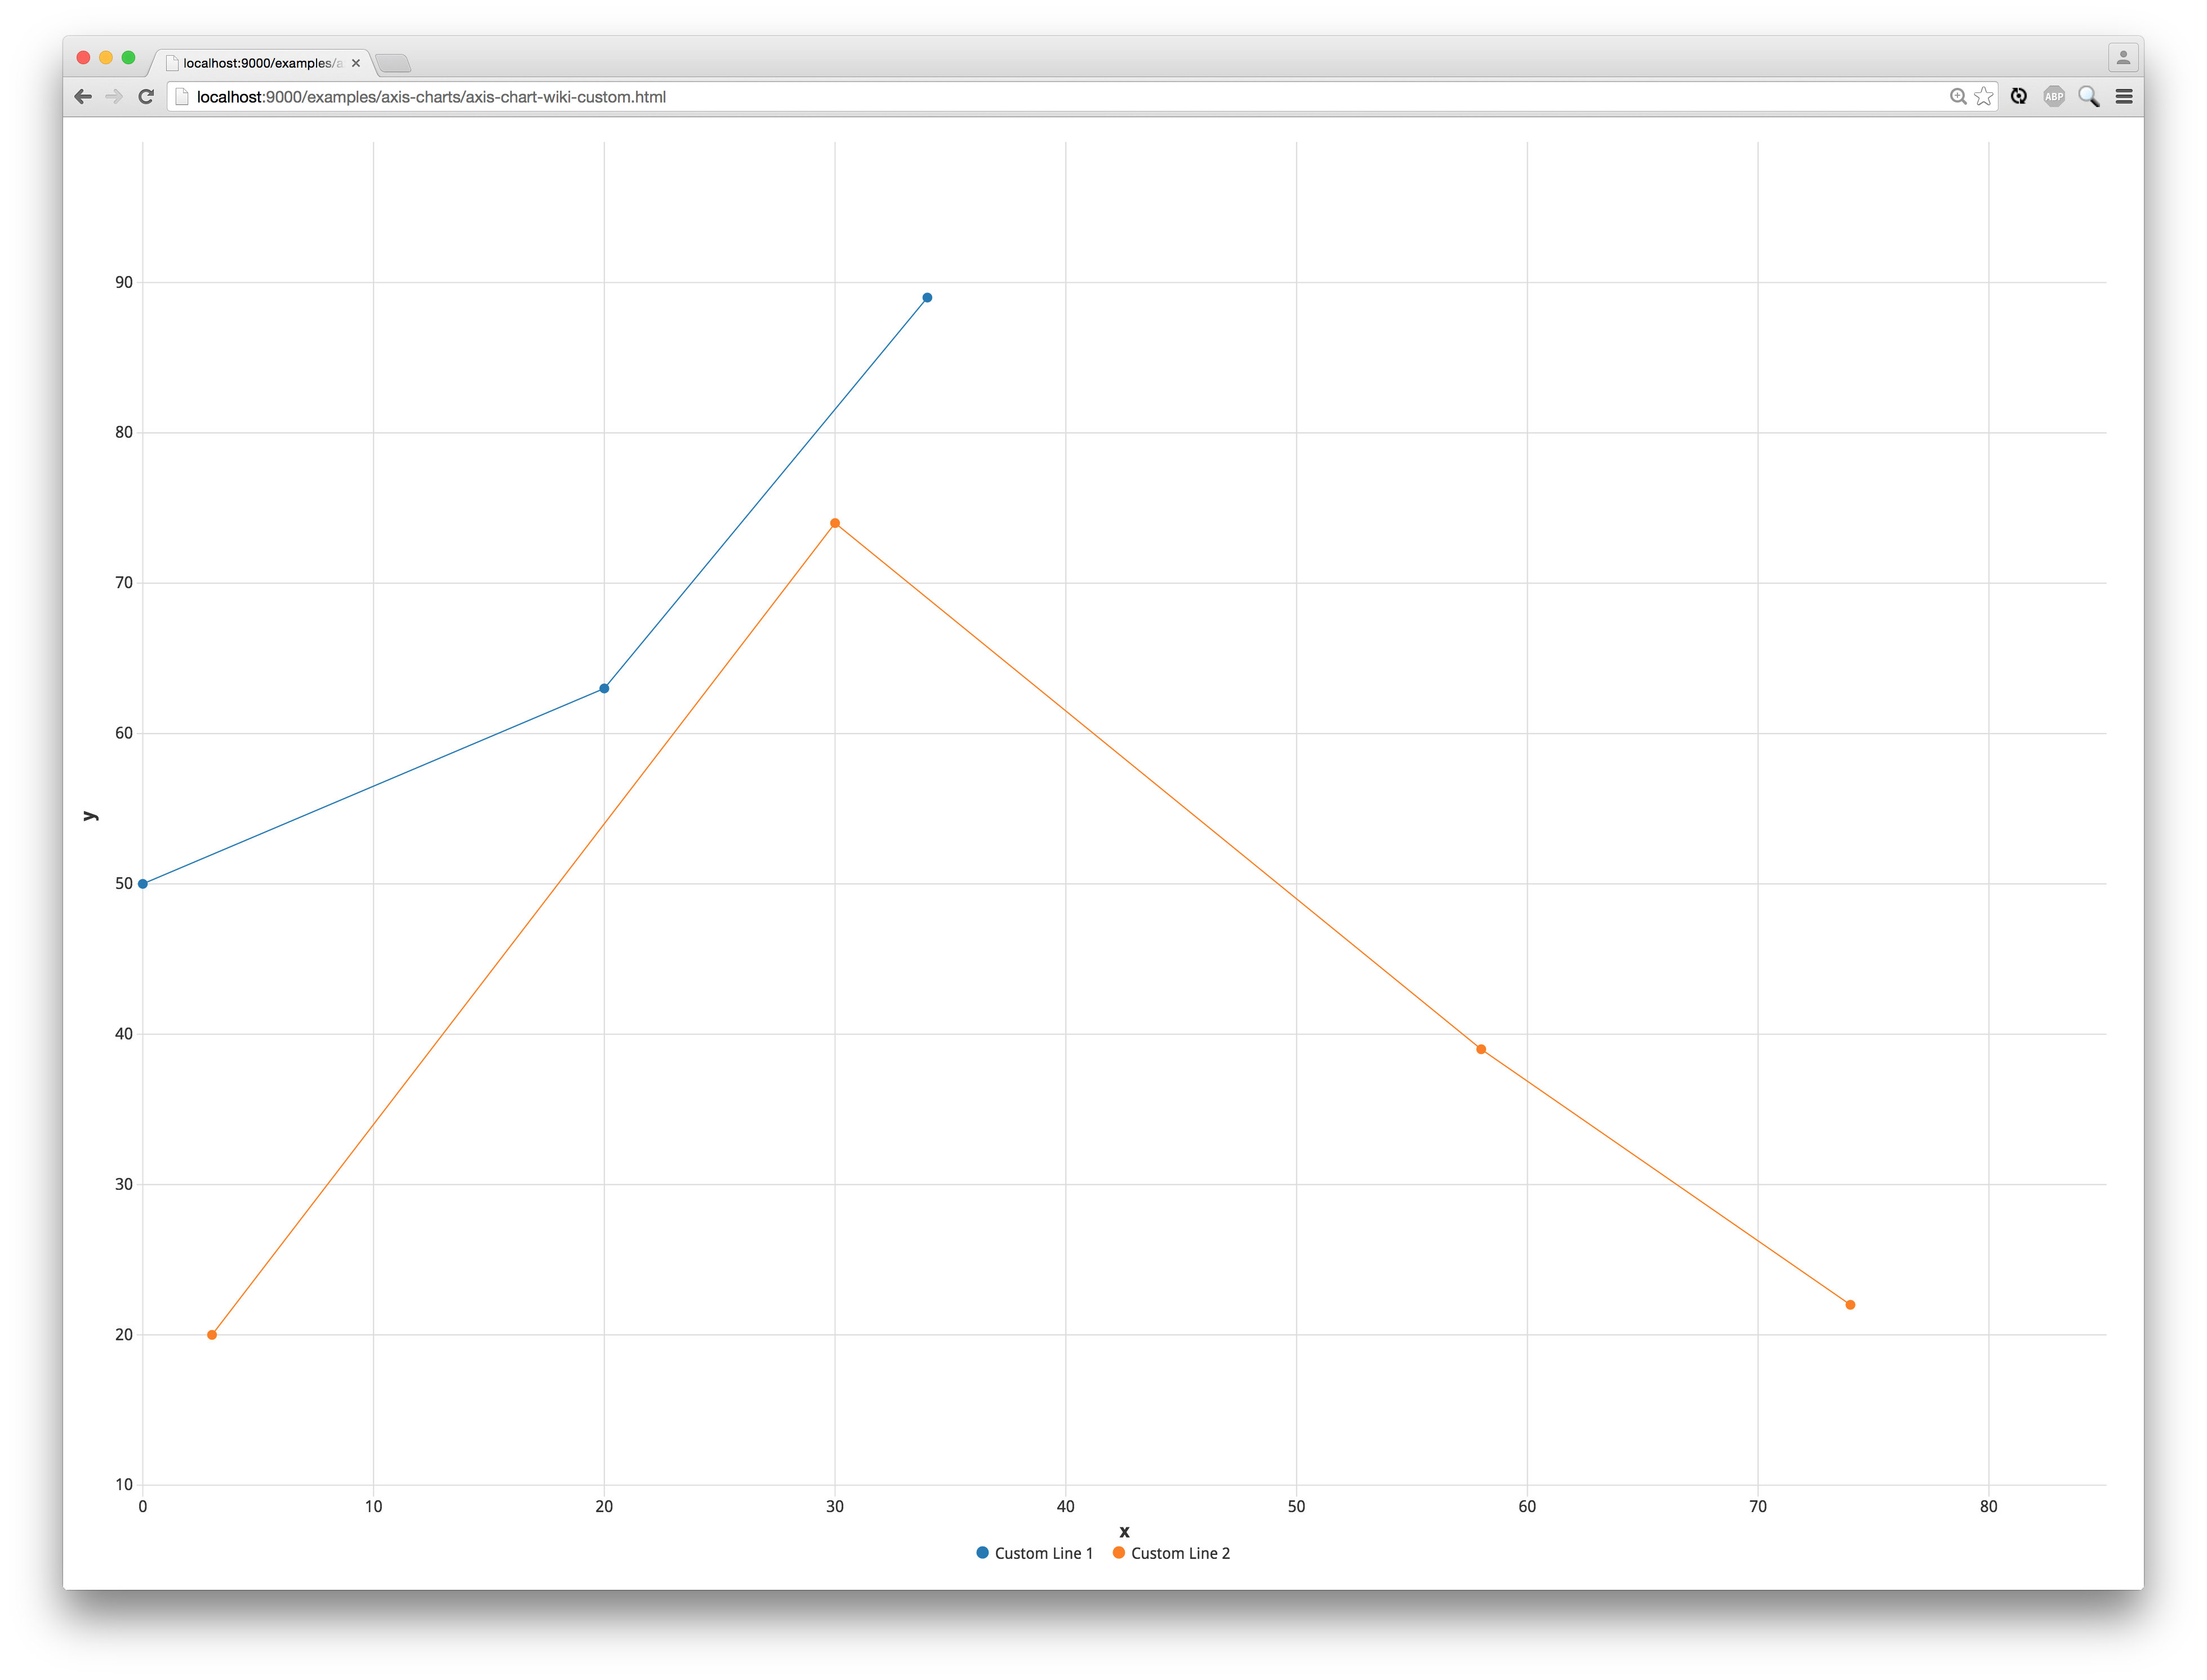 localhost:9000/examples/a
localhost:9000/examples/axis-charts/axis-chart-wiki-custom.html
ABP
90
80
70
60
y
50
40
30
20
10
0 10 20 30 40 50 60 70 80
x
Custom Line 1 Custom Line 2